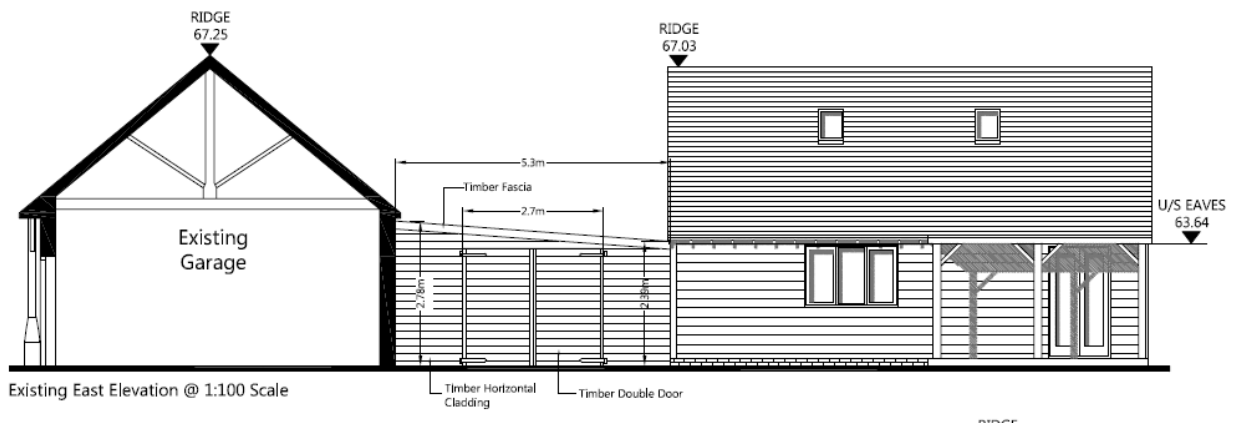 RIDGE
67.25
RIDGE
67.03
5.3m
Timber Fascia
2.7m
U/S EAVES
63.64
Existing
Garage
2.78m
2.39m
Existing East Elevation @ 1:100 Scale
Timber Horizontal
Cladding
Timber Double Door
RIDGE